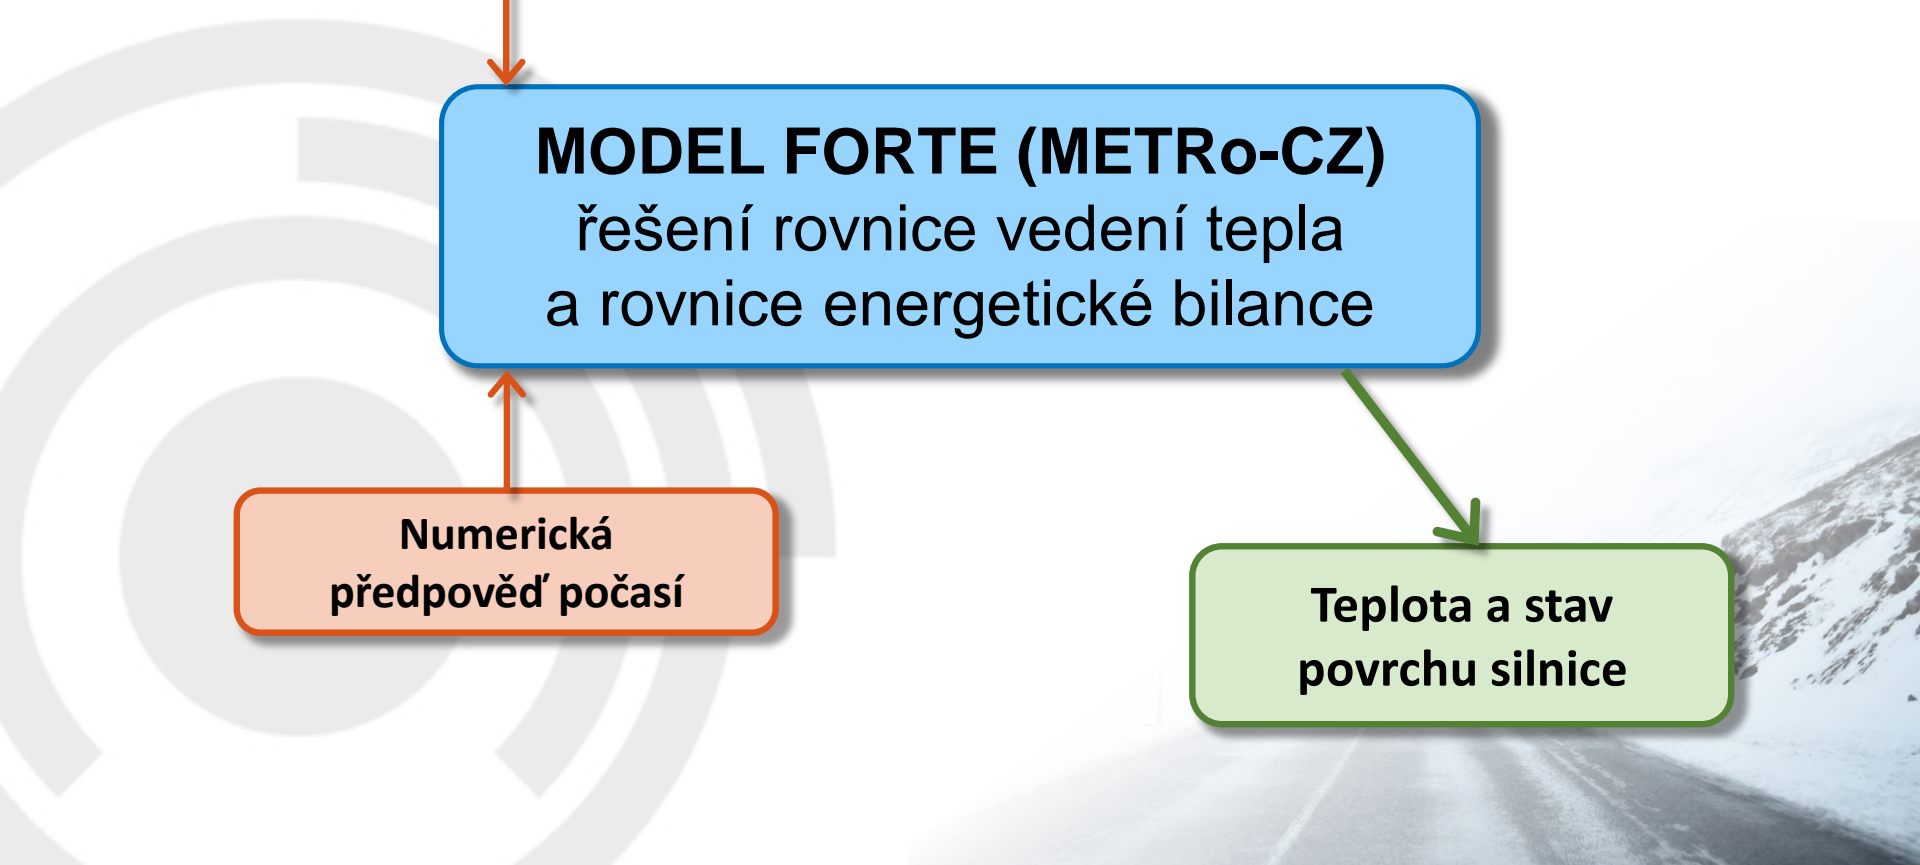 MODEL FORTE (METRo-CZ)
řešení rovnice vedení tepla
a rovnice energetické bilance
Numerická
předpověď počasí
Teplota a stav
povrchu silnice